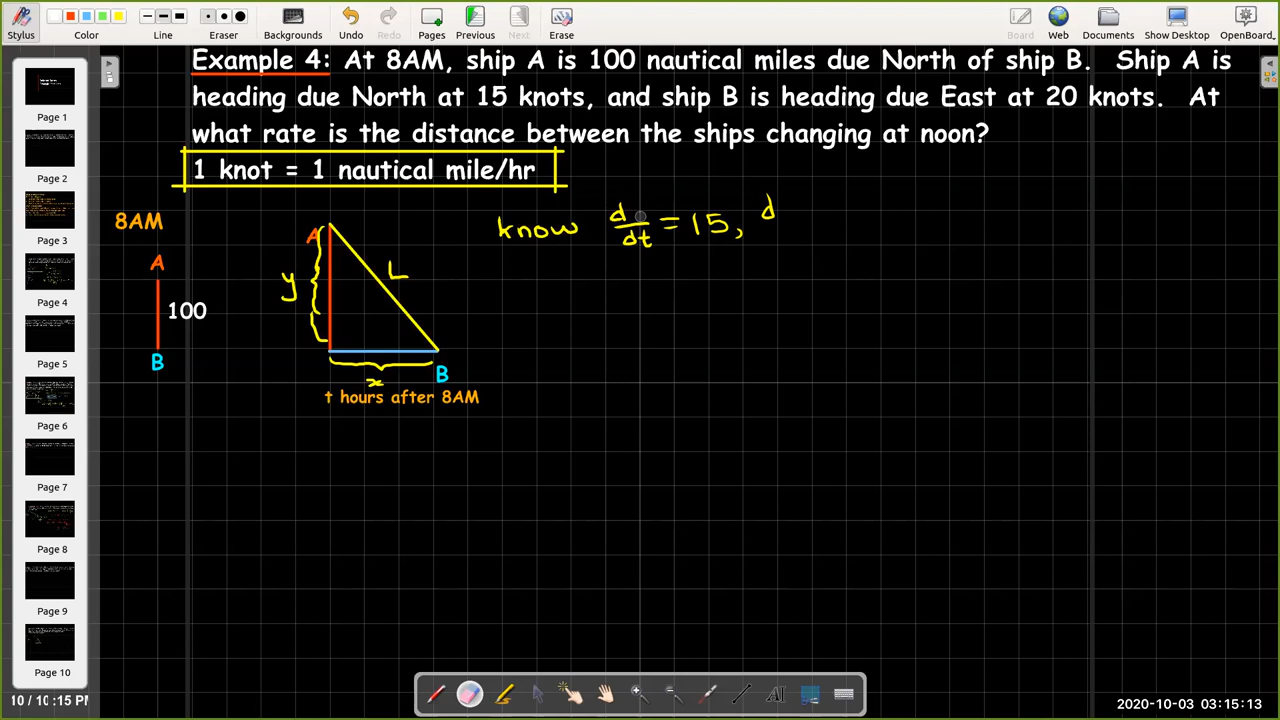 Stylus
Color
Line
Eraser
Backgrounds
Undo
Redo
Pages
Previous
Next
Erase
Board
Web
Documents
Show Desktop
OpenBoard.
Page 1
Page 2
Page 3
Page 4
Page 5
Page 6
Page 7
Page 8
Page 9
Page 10
Example 4: At 8AM, ship A is 100 nautical miles due North of ship B. Ship A is
heading due North at 15 knots, and ship B is heading due East at 20 knots. At
what rate is the distance between the ships changing at noon?
1 knot = 1 nautical mile/hr
8AM
A
100
B
A
y
L
x
B
t hours after 8AM
know d/dt = 15, d
10 / 10:15 PM
2020-10-03 03:15:13